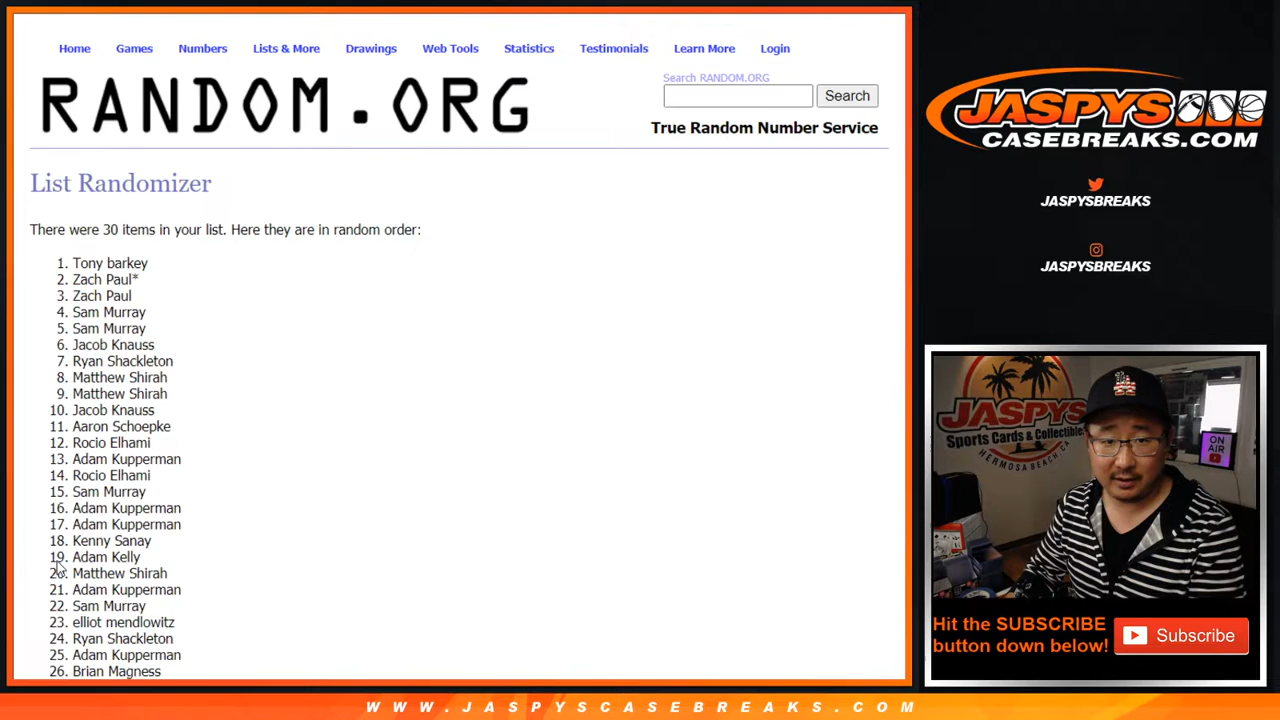 Home Games Numbers Lists & More Drawings Web Tools Statistics Testimonials Learn More Login
RANDOM.ORG
Search RANDOM.ORG
Search
True Random Number Service
List Randomizer
There were 30 items in your list. Here they are in random order:
1. Tony barkey
2. Zach Paul*
3. Zach Paul
4. Sam Murray
5. Sam Murray
6. Jacob Knauss
7. Ryan Shackleton
8. Matthew Shirah
9. Matthew Shirah
10. Jacob Knauss
11. Aaron Schoepke
12. Rocio Elhami
13. Adam Kupperman
14. Rocio Elhami
15. Sam Murray
16. Adam Kupperman
17. Adam Kupperman
18. Kenny Sanay
19. Adam Kelly
20. Matthew Shirah
21. Adam Kupperman
22. Sam Murray
23. elliot mendlowitz
24. Ryan Shackleton
25. Adam Kupperman
26. Brian Magness
JASPYS
CASEBREAKS.COM
JASPYSBREAKS
JASPYSBREAKS
JASPYS
Sports Cards & Collectibles
HERMOSA BEACH, CA
ON
AIR
Hit the SUBSCRIBE
button down below!
Subscribe
WWW.JASPYSCASEBREAKS.COM